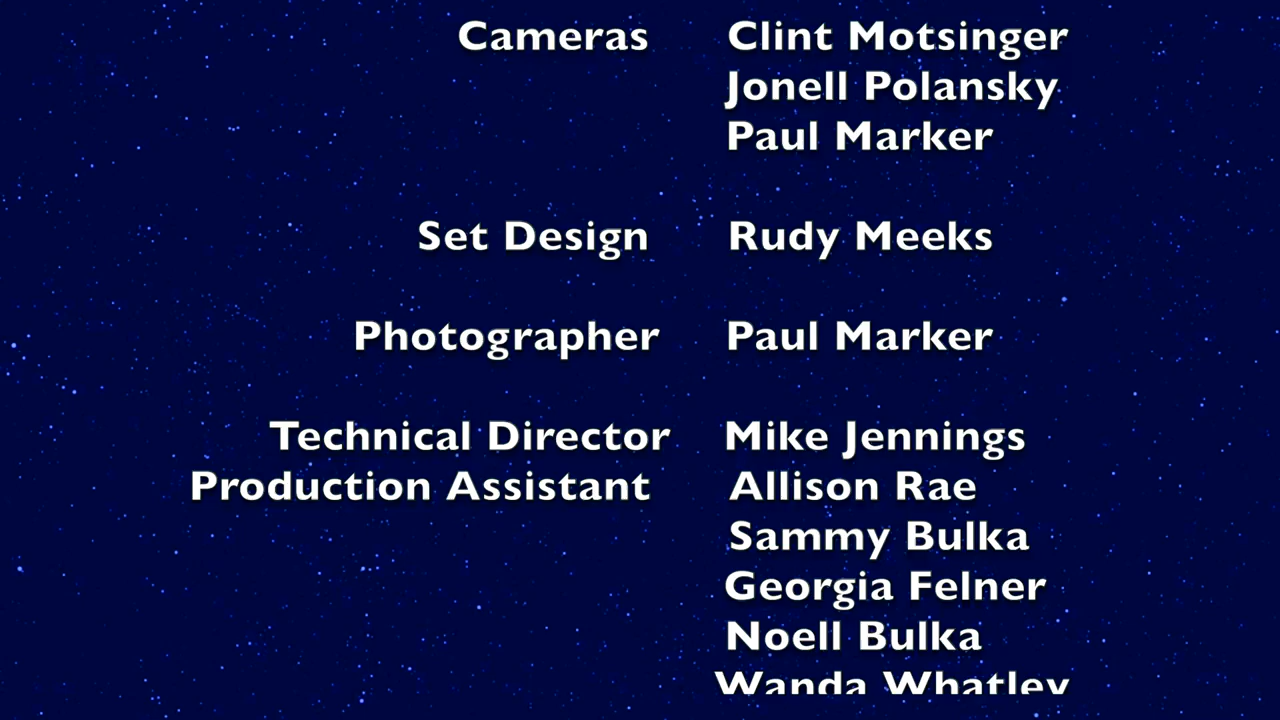 Cameras Clint Motsinger
Jonell Polansky
Paul Marker
Set Design Rudy Meeks
Photographer Paul Marker
Technical Director Mike Jennings
Production Assistant Allison Rae
Sammy Bulka
Georgia Felner
Noell Bulka
Wanda Whatley